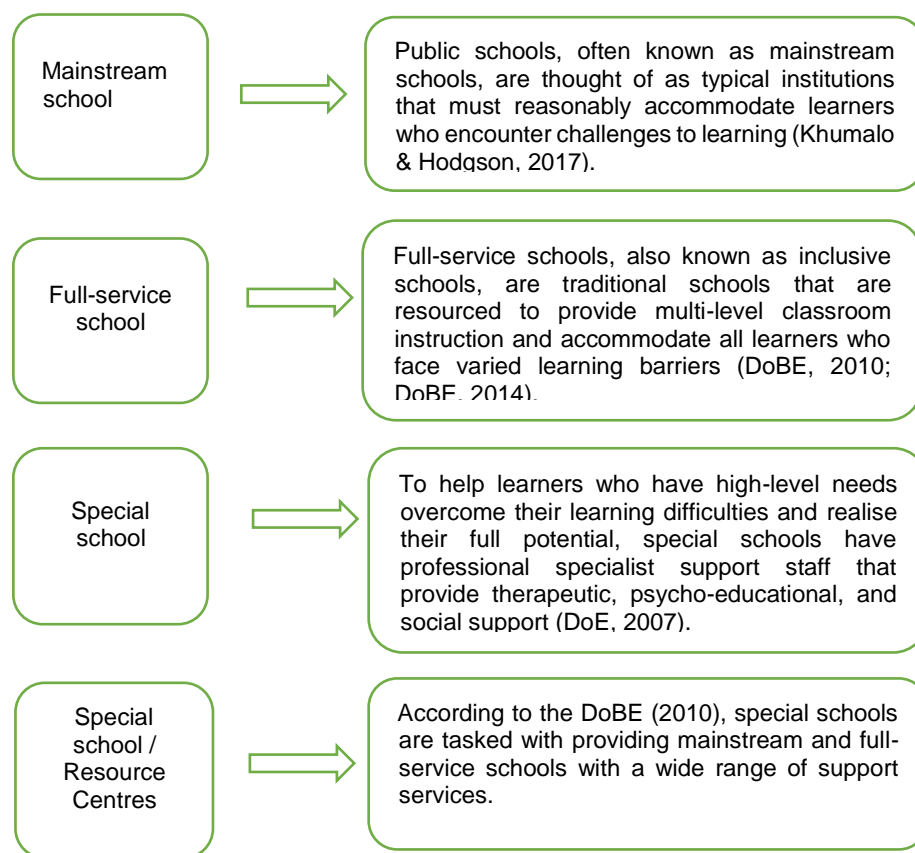 Mainstream
school
Public schools, often known as mainstream
schools, are thought of as typical institutions
that must reasonably accommodate learners
who encounter challenges to learning (Khumalo
& Hodgson, 2017).
Full-service
school
Full-service schools, also known as inclusive
schools, are traditional schools that are
resourced to provide multi-level classroom
instruction and accommodate all learners who
face varied learning barriers (DoBE, 2010;
DoBE, 2014).
Special
school
To help learners who have high-level needs
overcome their learning difficulties and realise
their full potential, special schools have
professional specialist support staff that
provide therapeutic, psycho-educational, and
social support (DoE, 2007).
Special
school /
Resource
Centres
According to the DoBE (2010), special schools
are tasked with providing mainstream and full-
service schools with a wide range of support
services.